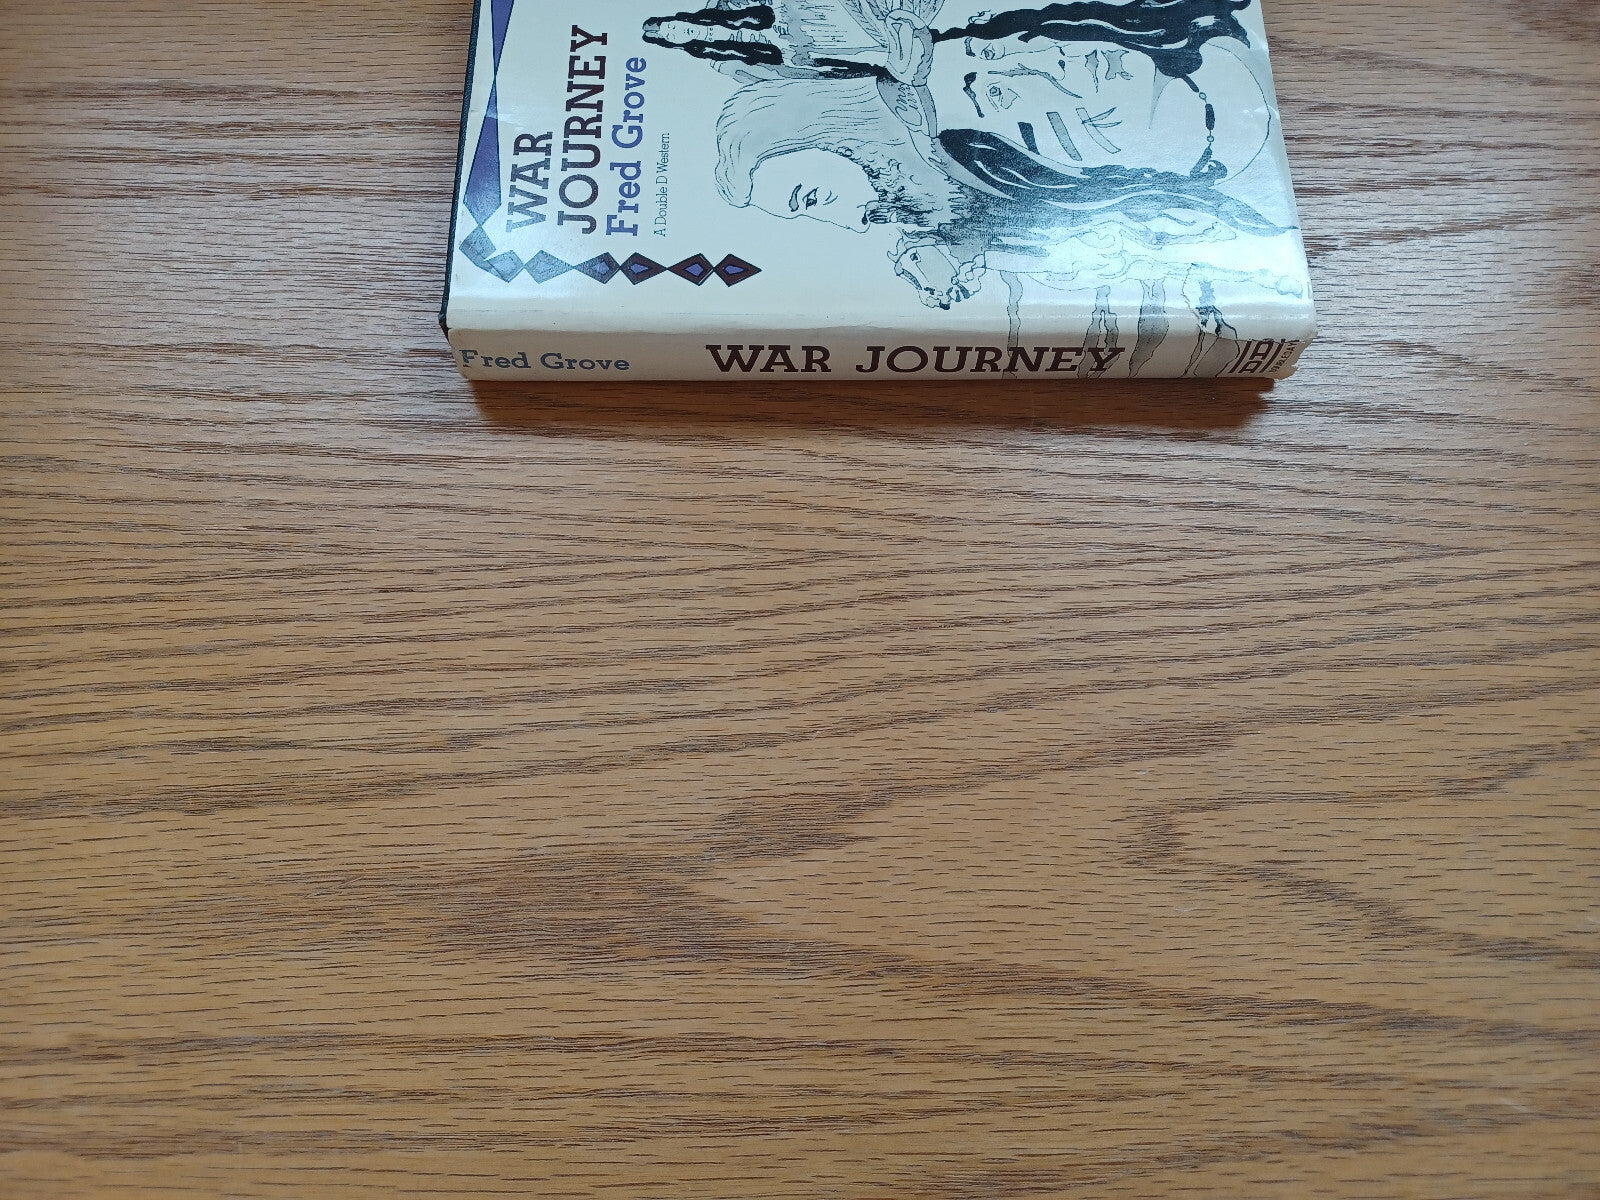 WAR
JOURNEY
Fred Grove
A Double D Western
Fred Grove
WAR JOURNEY